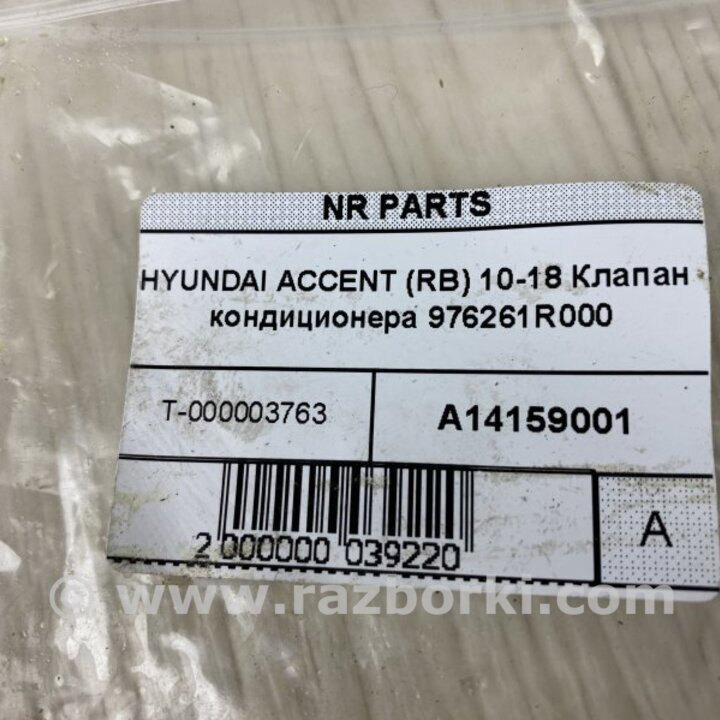 NR PARTS
HYUNDAI ACCENT (RB) 10-18 Клапан
кондиционера 976261R000
T-000003763
A14159001
2 000000 039220
A
© www.razborki.com